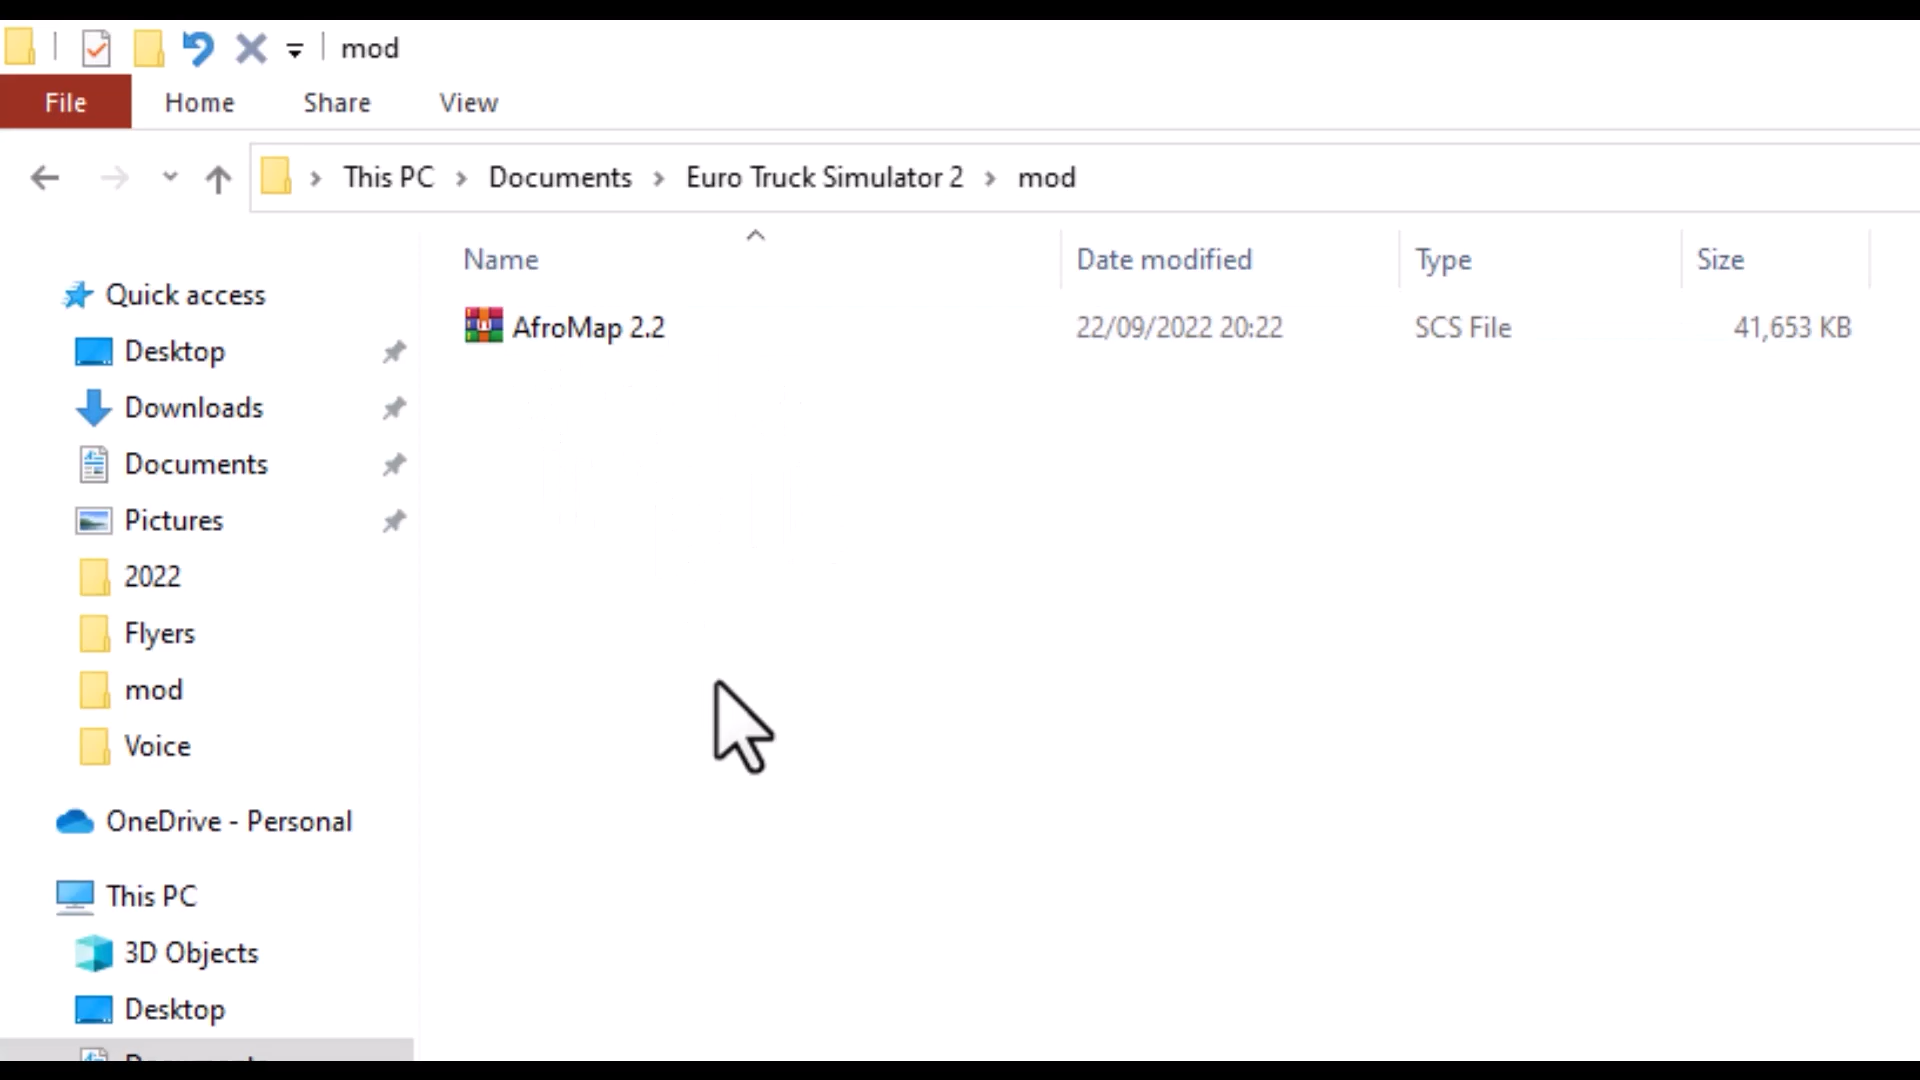 mod
File Home Share View
This PC > Documents > Euro Truck Simulator 2 > mod
Name Date modified Type Size
AfroMap 2.2 22/09/2022 20:22 SCS File 41,653 KB
Quick access
Desktop
Downloads
Documents
Pictures
2022
Flyers
mod
Voice
OneDrive - Personal
This PC
3D Objects
Desktop